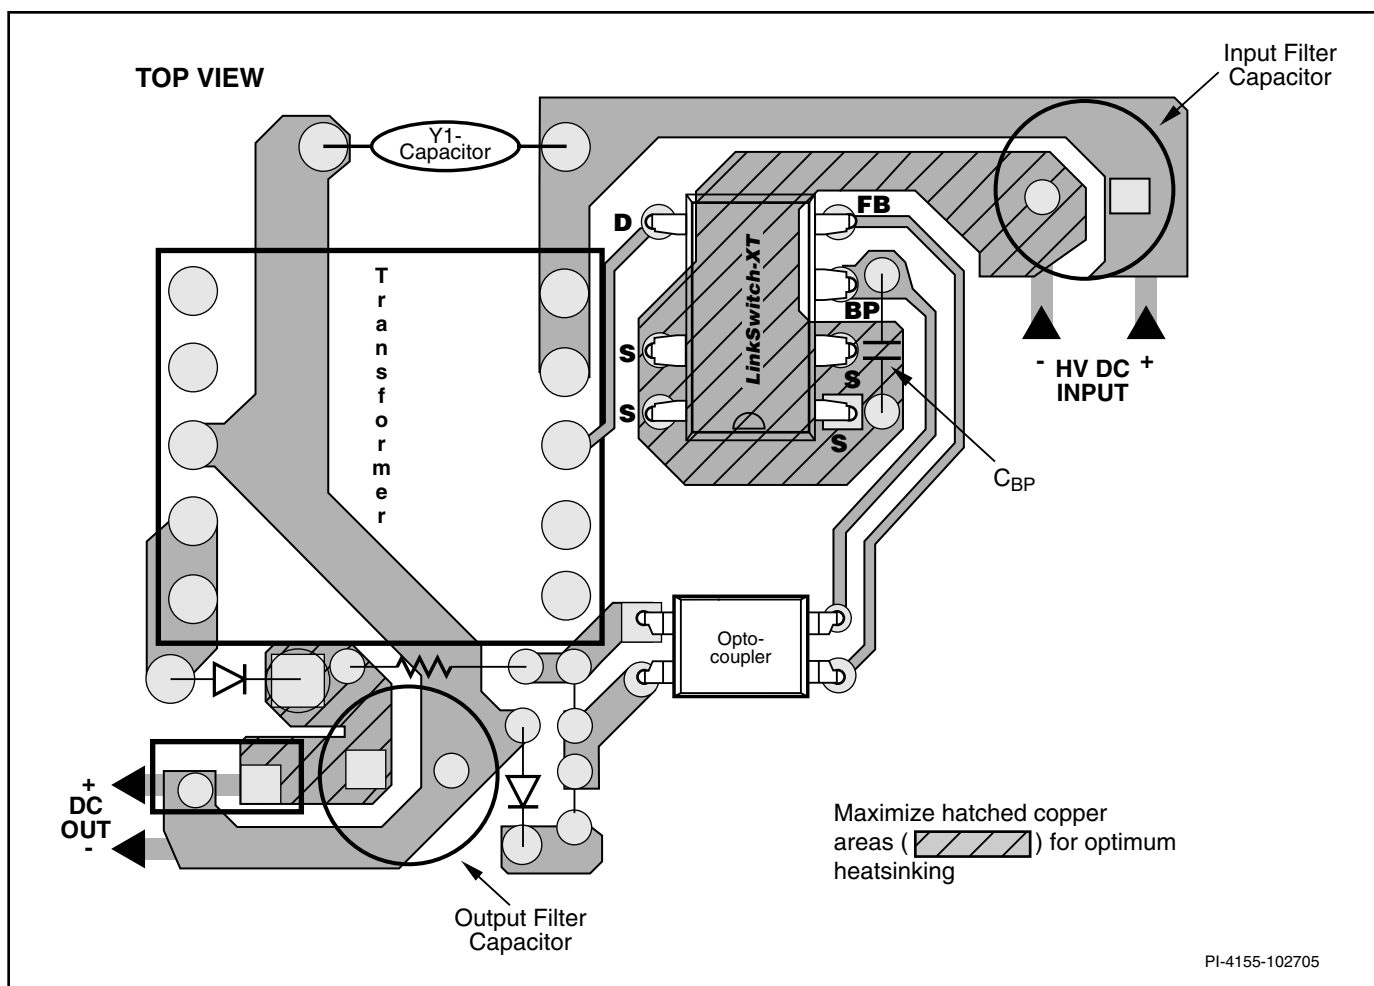 TOP VIEW
Input Filter
Capacitor
Y1-
Capacitor
D
FB
Transformer
LinkSwitch-XT
BP
S
S
S
S
- HV DC +
INPUT
CBP
Opto-
coupler
+
DC
OUT
-
Maximize hatched copper
areas ( ) for optimum
heatsinking
Output Filter
Capacitor
PI-4155-102705